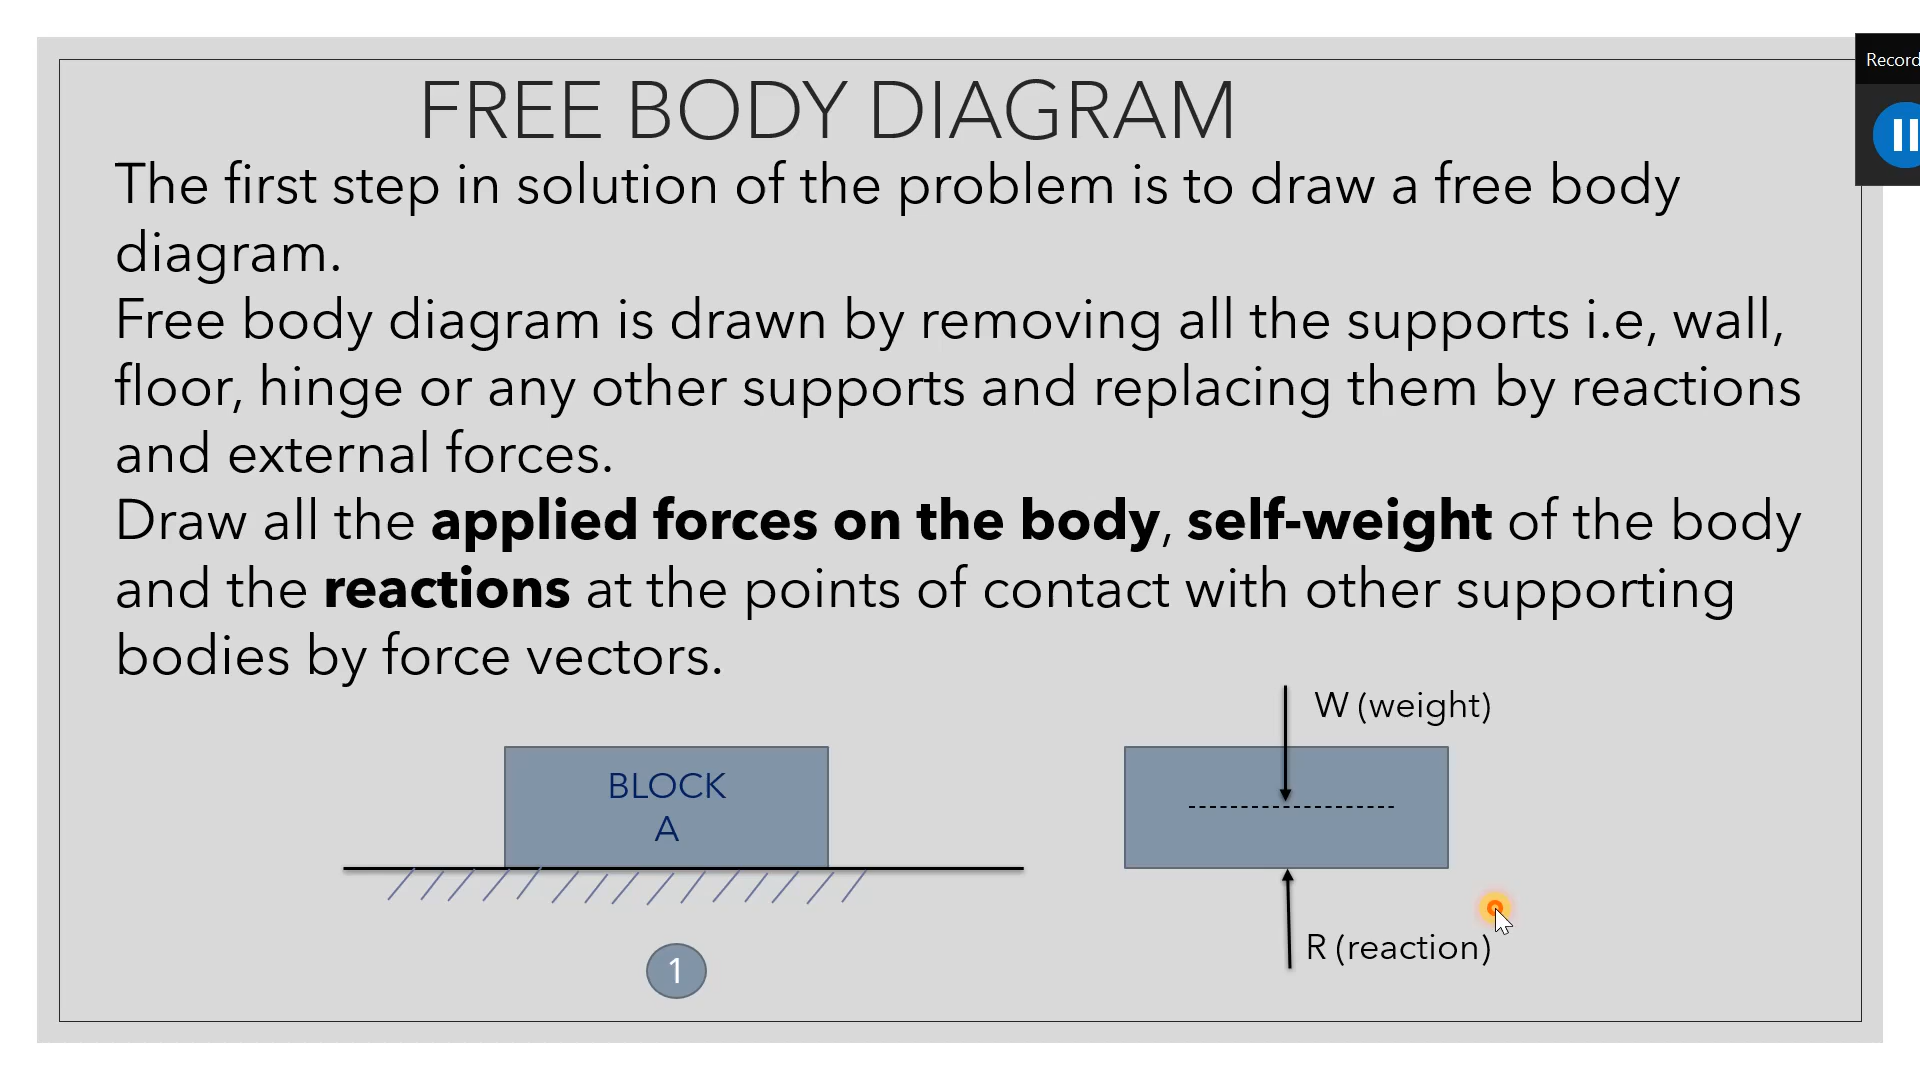 Record
FREE BODY DIAGRAM
The first step in solution of the problem is to draw a free body
diagram.
Free body diagram is drawn by removing all the supports i.e, wall,
floor, hinge or any other supports and replacing them by reactions
and external forces.
Draw all the applied forces on the body, self-weight of the body
and the reactions at the points of contact with other supporting
bodies by force vectors.
W (weight)
BLOCK
A
R (reaction)
1